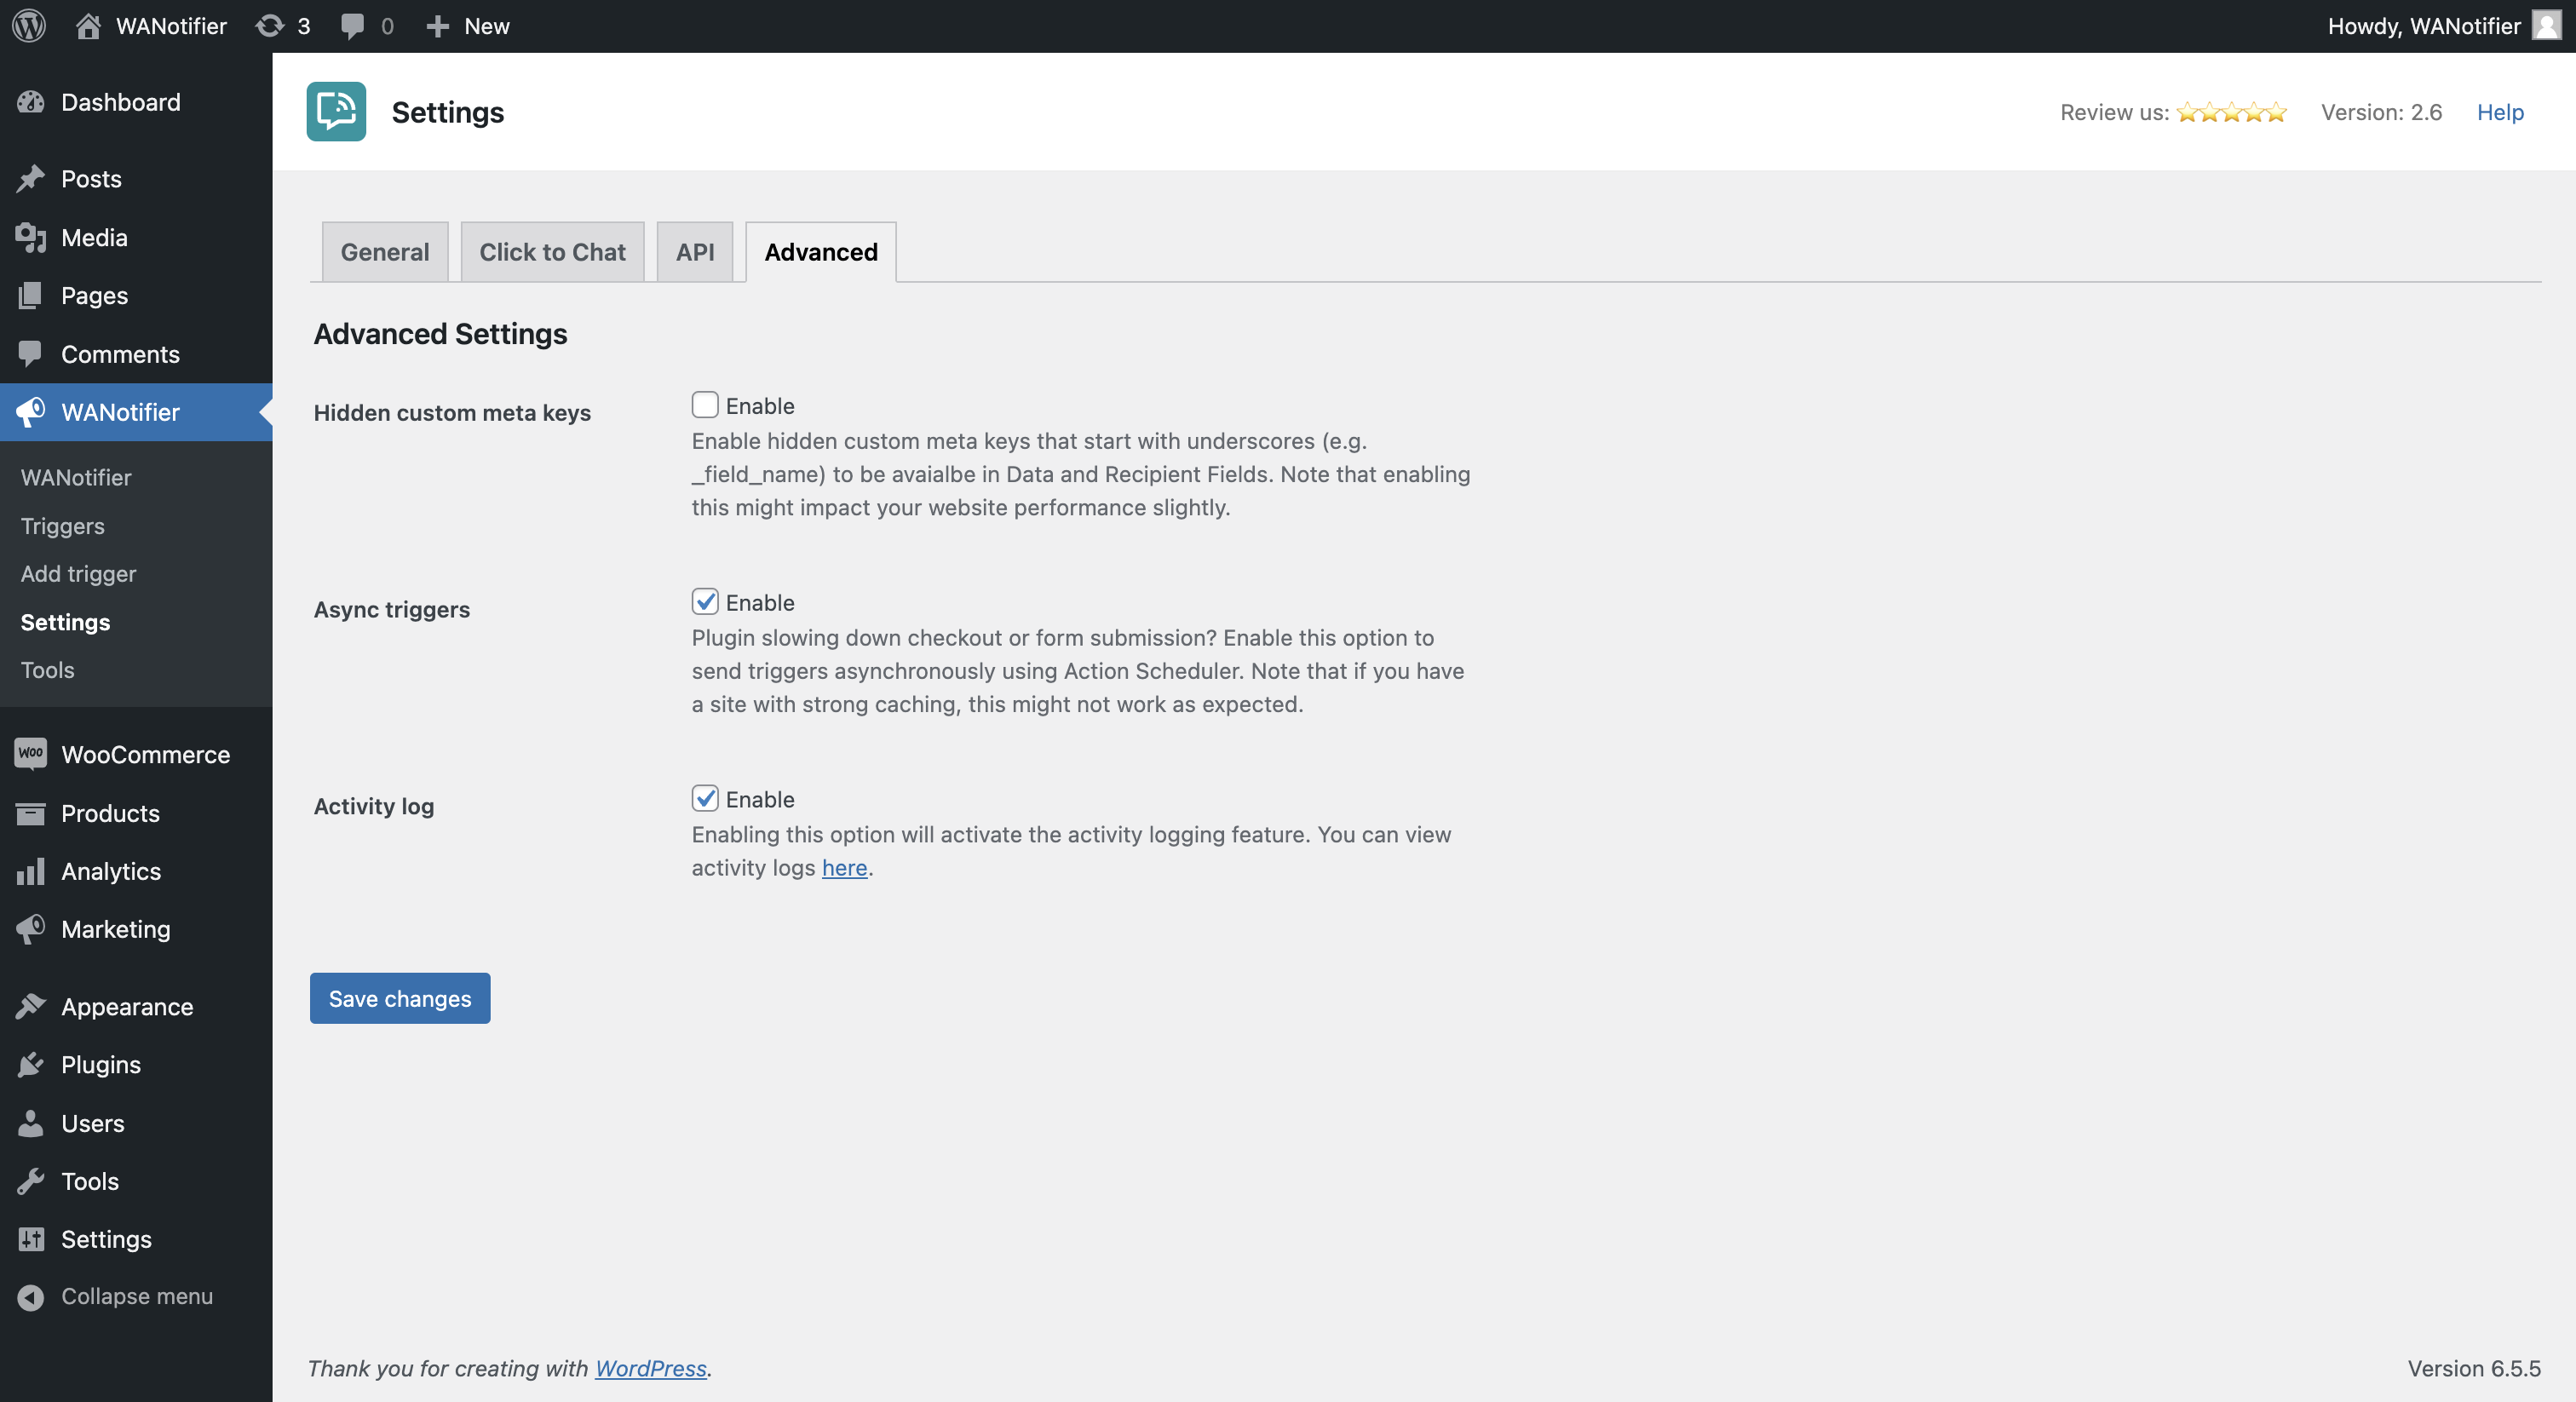 WANotifier 3 0 New Howdy, WANotifier
Dashboard
Posts
Media
Pages
Comments
WANotifier
WANotifier
Triggers
Add trigger
Settings
Tools
Woo WooCommerce
Products
Analytics
Marketing
Appearance
Plugins
Users
Tools
Settings
Collapse menu
Settings
Review us: Version: 2.6 Help
General Click to Chat API Advanced
Advanced Settings
Hidden custom meta keys
Enable
Enable hidden custom meta keys that start with underscores (e.g.
_field_name) to be avaialbe in Data and Recipient Fields. Note that enabling
this might impact your website performance slightly.
Async triggers
Enable
Plugin slowing down checkout or form submission? Enable this option to
send triggers asynchronously using Action Scheduler. Note that if you have
a site with strong caching, this might not work as expected.
Activity log
Enable
Enabling this option will activate the activity logging feature. You can view
activity logs here.
Save changes
Thank you for creating with WordPress.
Version 6.5.5